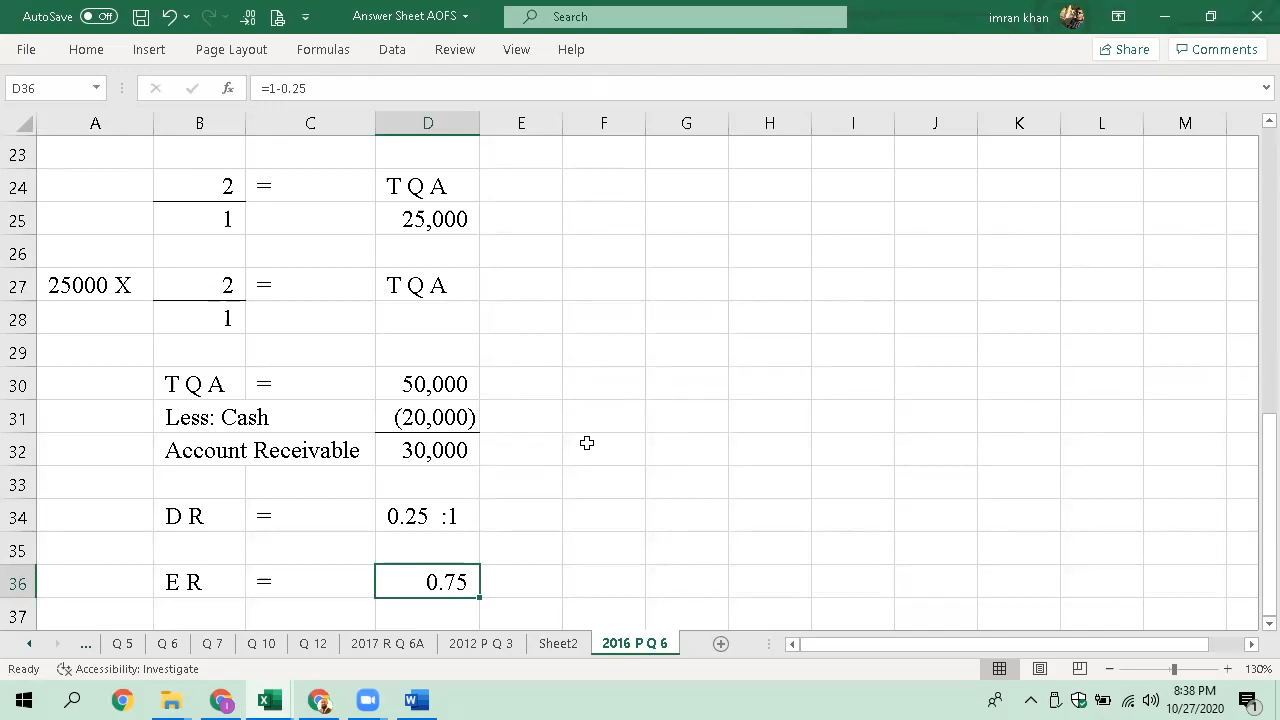 AutoSave Off Answer Sheet AOFS Search imran khan
File Home Insert Page Layout Formulas Data Review View Help Share Comments
D36 fx =1-0.25
A B C D E F G H I J K L M
23
24 2 = T Q A
25 1 25,000
26
27 25000 X 2 = T Q A
28 1
29
30 T Q A = 50,000
31 Less: Cash (20,000)
32 Account Receivable 30,000
33
34 D R = 0.25 :1
35
36 E R = 0.75
37
... Q 5 Q 6 Q 7 Q 10 Q 12 2017 R Q 6A 2012 P Q 3 Sheet2 2016 P Q 6
Ready Accessibility: Investigate 130%
8:38 PM
10/27/2020
1